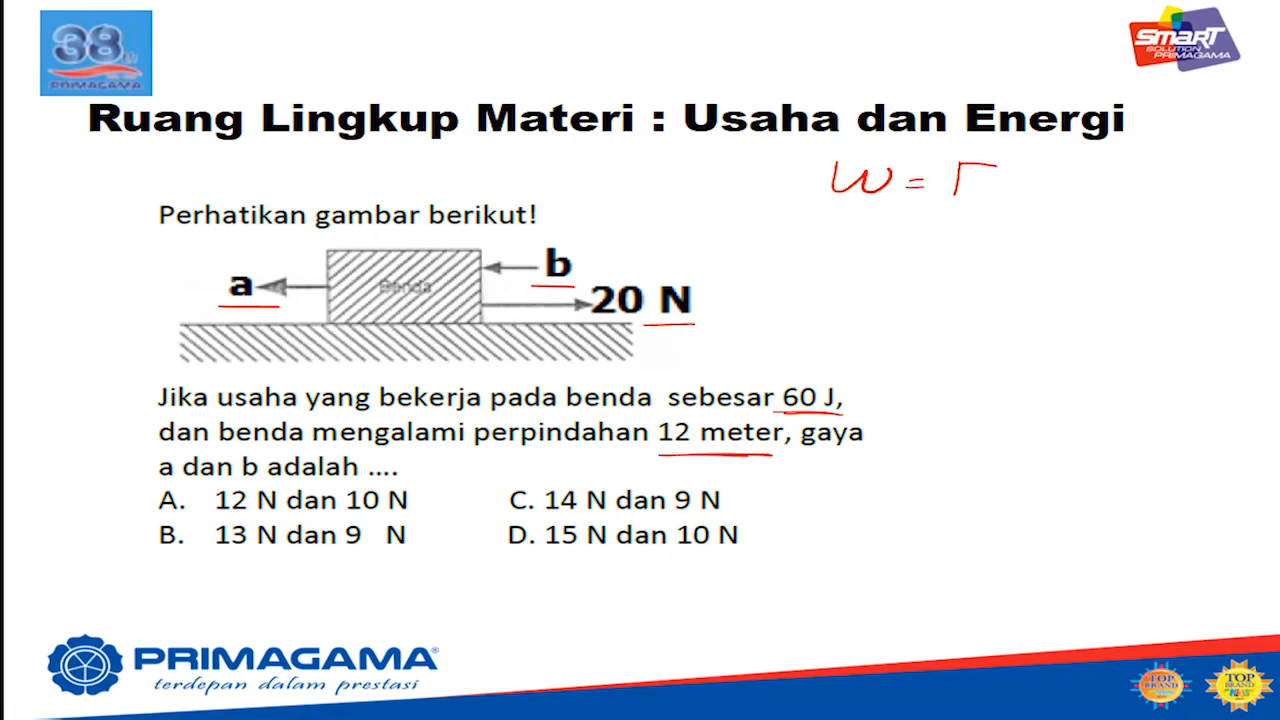 38th
PRIMAGAMA
SMART
SOLUTION
PRIMAGAMA
Ruang Lingkup Materi : Usaha dan Energi
W = Γ
Perhatikan gambar berikut!
a
Benda
b
20 N
Jika usaha yang bekerja pada benda sebesar 60 J,
dan benda mengalami perpindahan 12 meter, gaya
a dan b adalah ....
A. 12 N dan 10 N
C. 14 N dan 9 N
B. 13 N dan 9 N
D. 15 N dan 10 N
PRIMAGAMA®
terdepan dalam prestasi
TOP
BRAND
TOP
BRAND